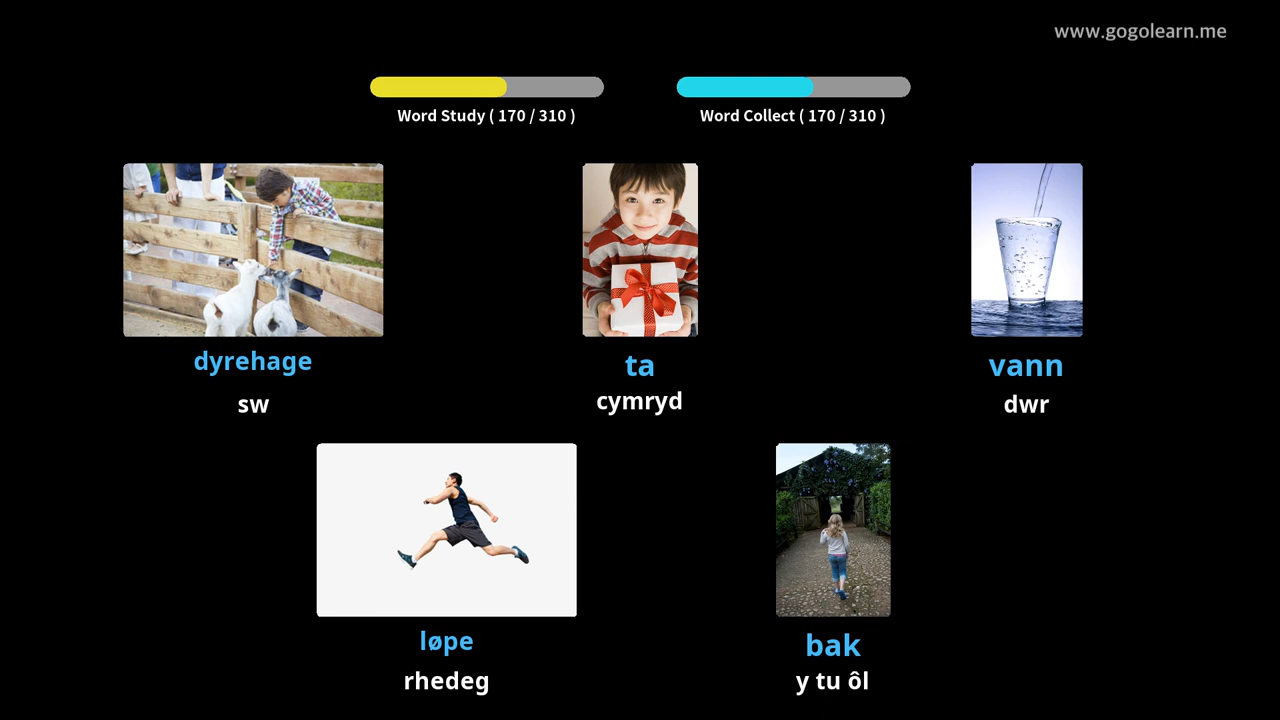 www.gogolearn.me
Word Study ( 170 / 310 )
Word Collect ( 170 / 310 )
dyrehage
ta
vann
sw
cymryd
dwr
løpe
bak
rhedeg
y tu ôl